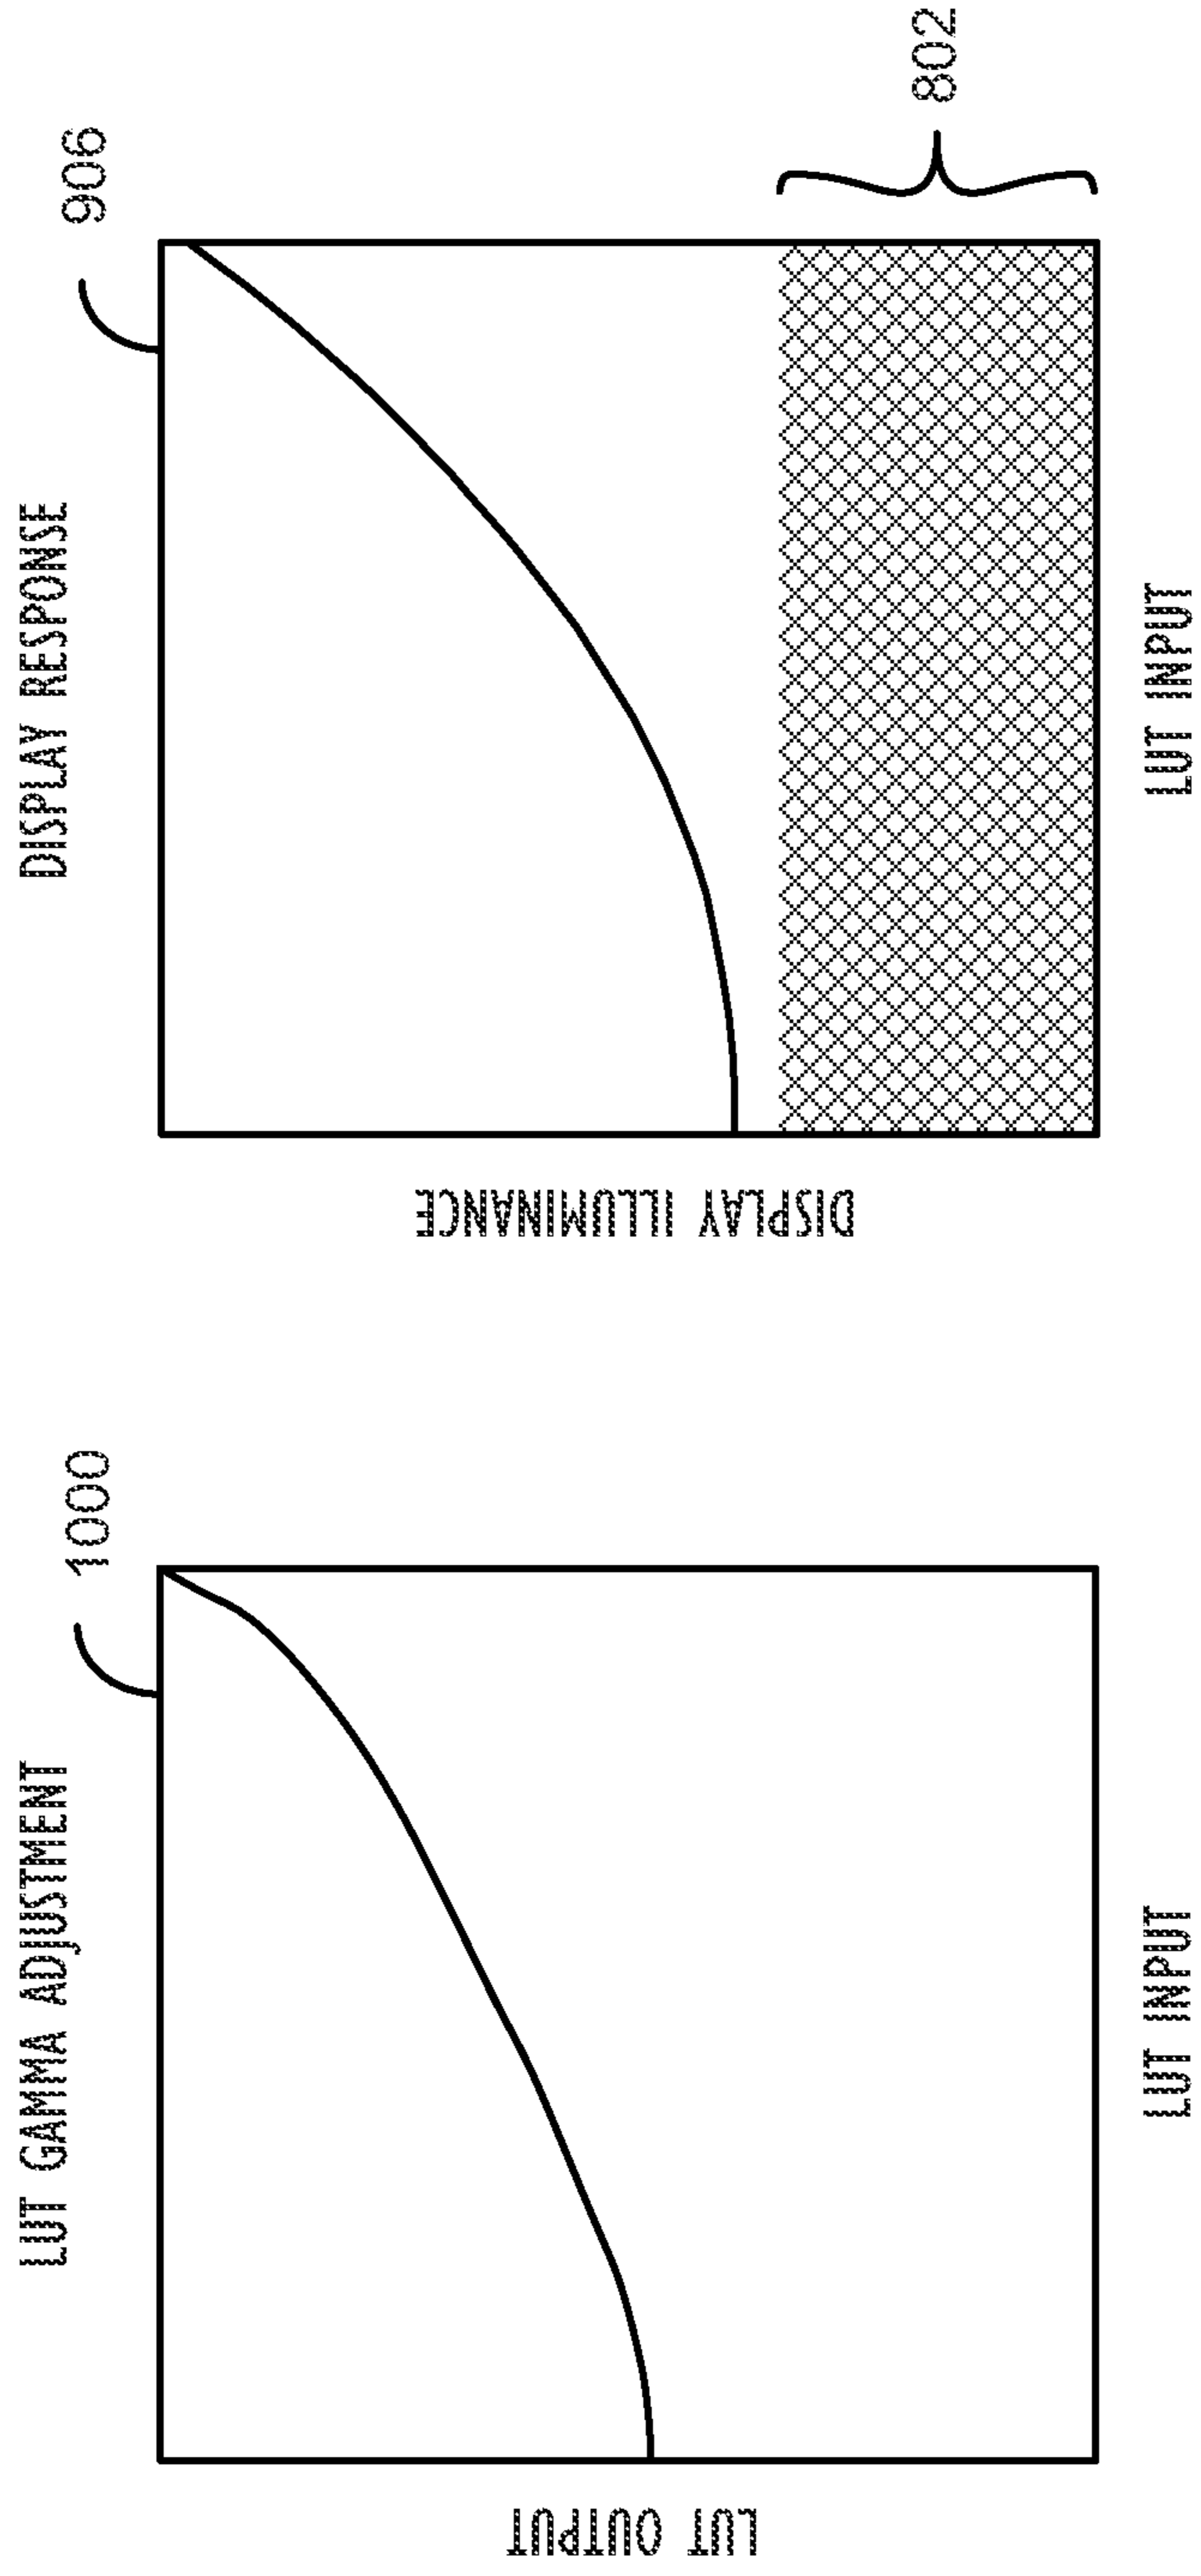 LUT GAMMA ADJUSTMENT
1000
LUT OUTPUT
LUT INPUT
DISPLAY RESPONSE
906
DISPLAY ILLUMINANCE
802
LUT INPUT